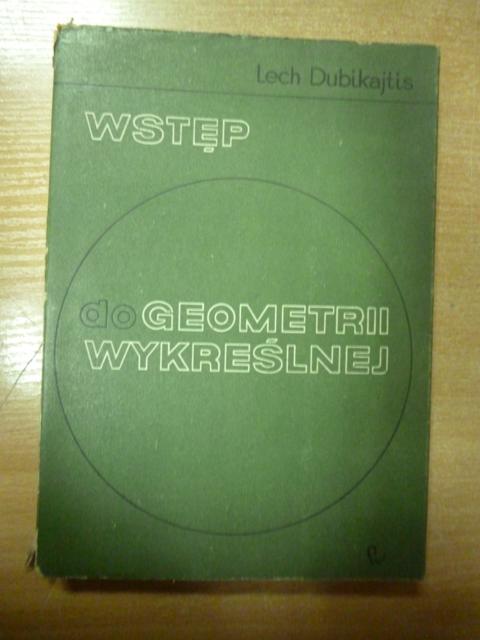 Lech Dubikajtis
WSTĘP
do GEOMETRII
WYKREŚLNEJ